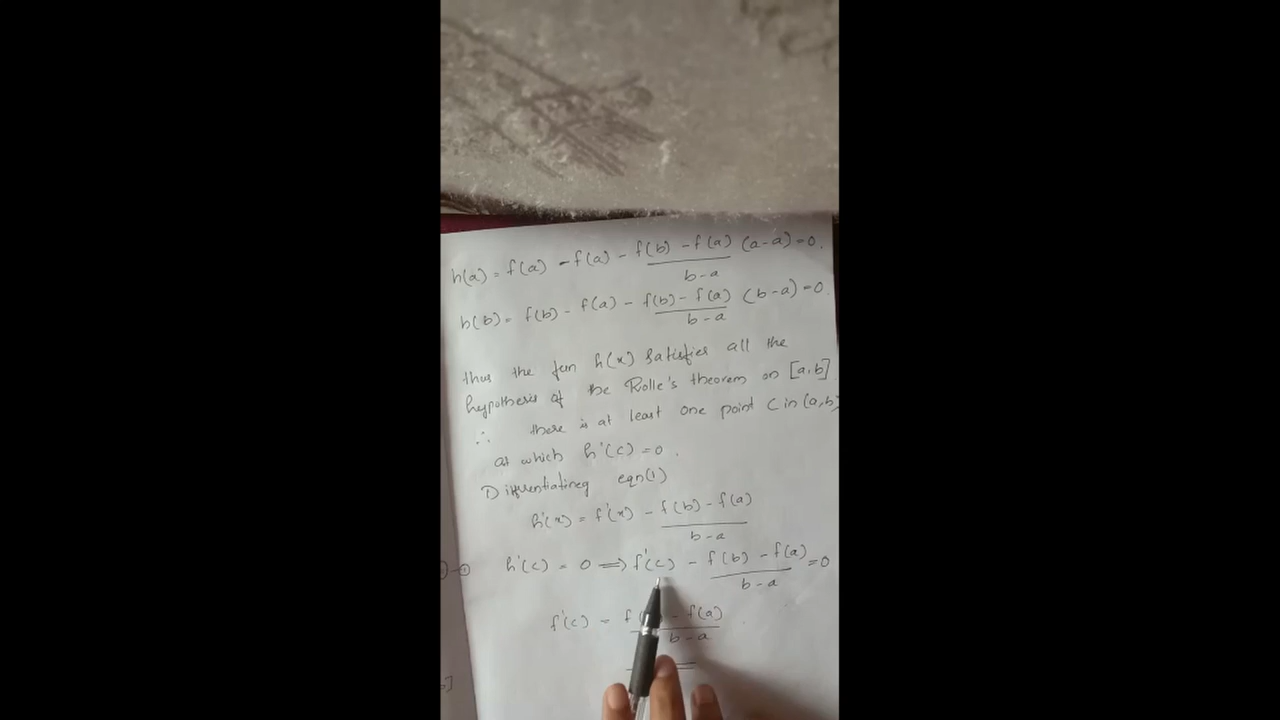 h(a) = f(a) - f(a) - f(b) - f(a) / b-a (a-a) = 0.
h(b) = f(b) - f(a) - f(b) - f(a) / b-a (b-a) = 0.
thus the fun h(x) satisfies all the
hypothesis of the Rolle's theorem on [a,b]
∴ there is at least one point C in (a,b)
at which h'(c) = 0.
Differentiating eqn(1)
h'(x) = f'(x) - f(b) - f(a) / b-a
h'(c) = 0 ⟹ f'(c) - f(b) - f(a) / b-a = 0
f'(c) = f - f(a) / b-a